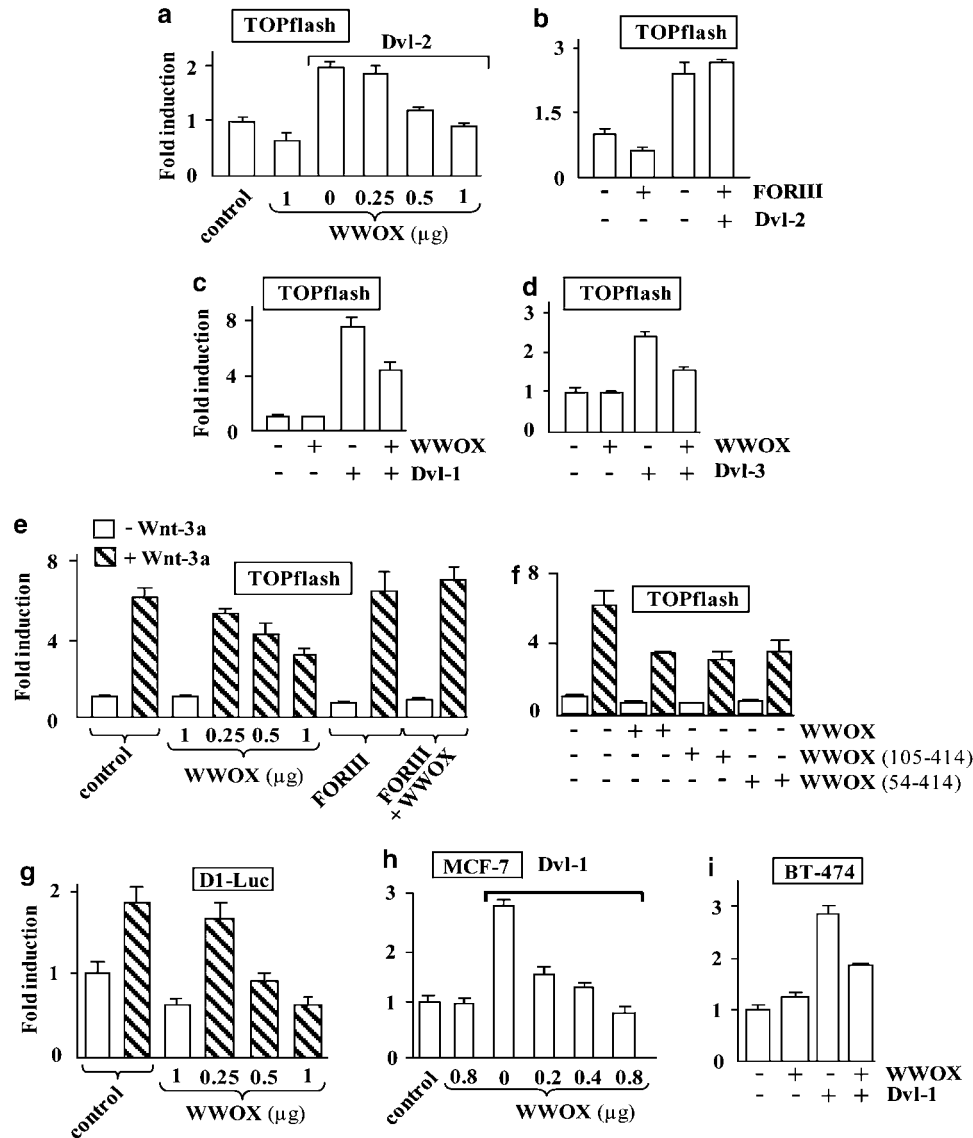 a
TOPflash
Dvl-2
Fold induction
2
1
0
control
1 0 0.25 0.5 1
WWOX (µg)
b
TOPflash
3
1.5
0
- + - + FORIII
- - - + Dvl-2
c
TOPflash
Fold induction
8
4
0
- + - + WWOX
- - + + Dvl-1
d
TOPflash
3
2
1
0
- + - + WWOX
- - + + Dvl-3
e
- Wnt-3a
+ Wnt-3a
TOPflash
Fold induction
8
4
0
control
1 0.25 0.5 1
WWOX (µg)
FORIII
FORIII
+WWOX
f
TOPflash
8
4
0
- - + + - - - - WWOX
- - - - + + - - WWOX (105-414)
- - - - - - + + WWOX (54-414)
g
D1-Luc
Fold induction
2
1
0
control
1 0.25 0.5 1
WWOX (µg)
h
MCF-7
Dvl-1
3
2
1
0
control
0.8 0 0.2 0.4 0.8
WWOX (µg)
i
BT-474
3
2
1
0
- + - + WWOX
- - + + Dvl-1